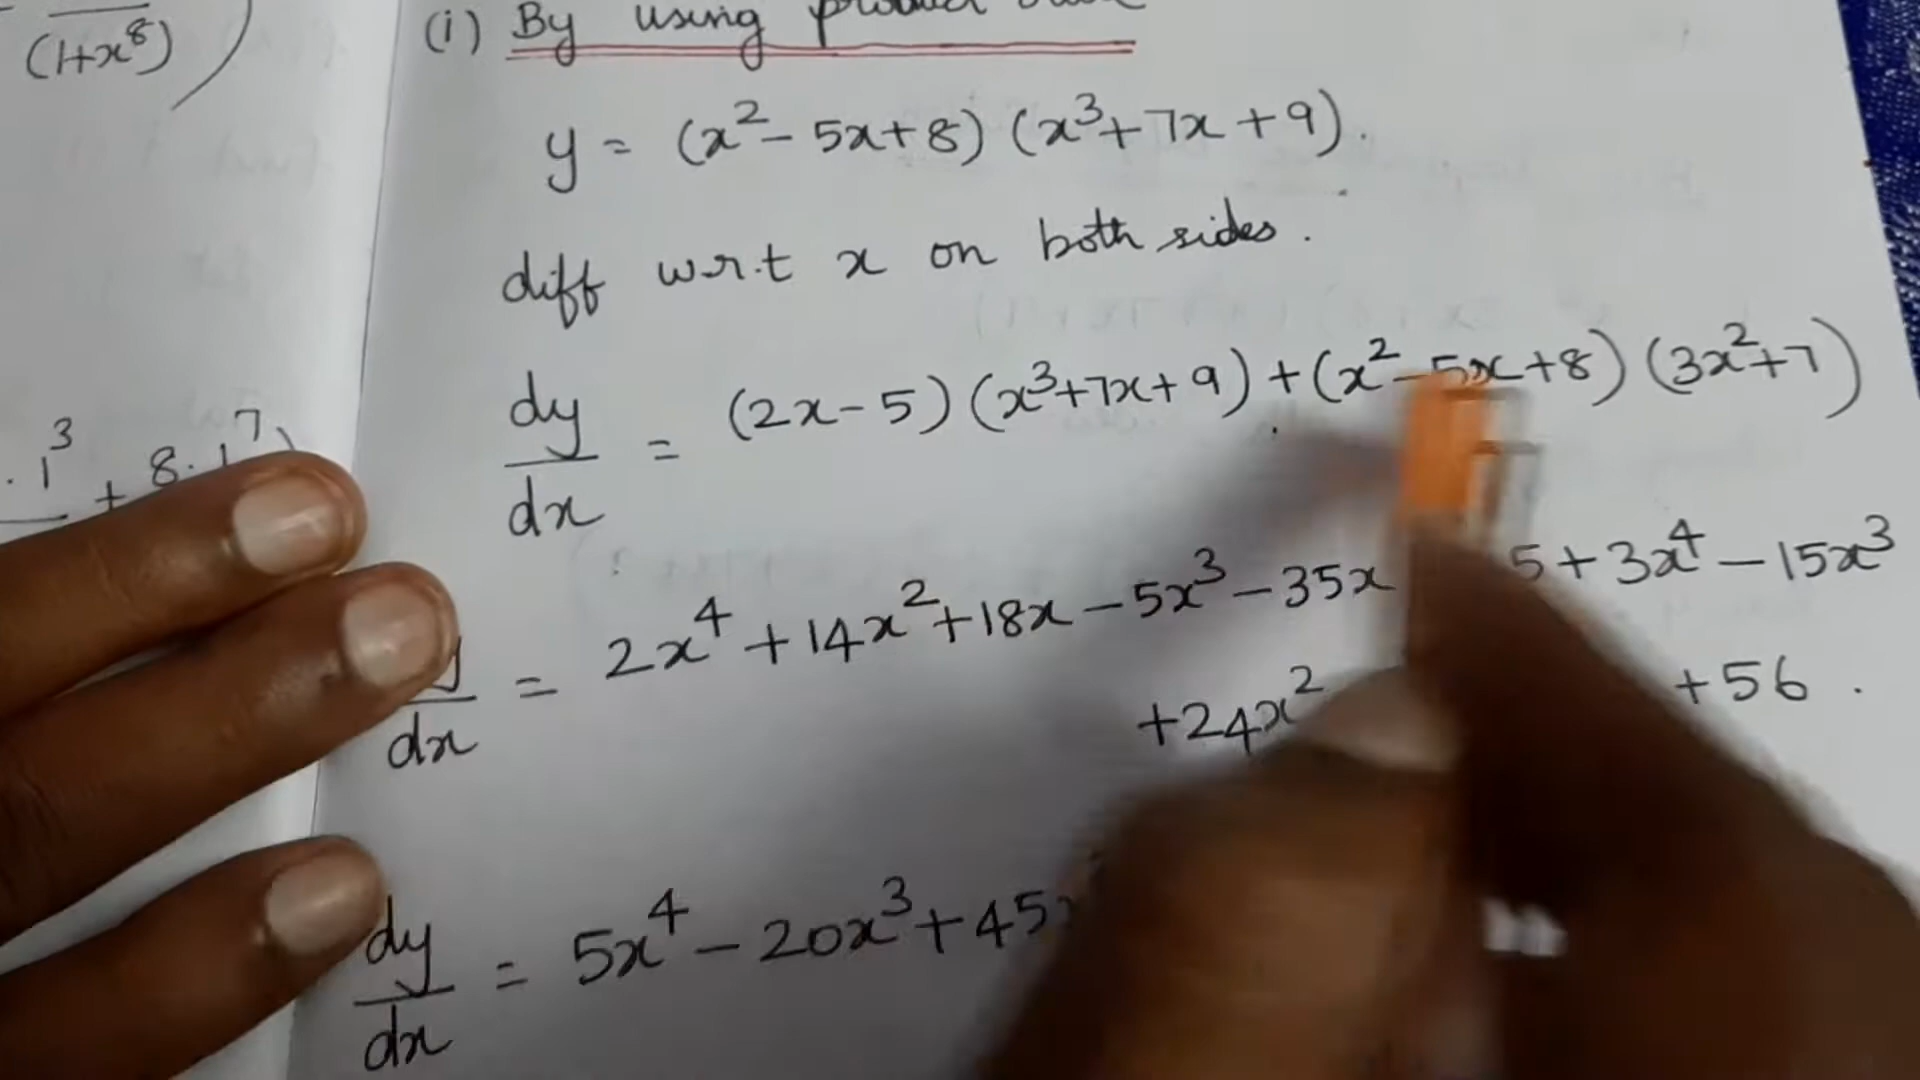 (1+x⁸)
. 1³ + 8.1⁷
(i) By using product
y = (x² - 5x + 8) (x³ + 7x + 9).
diff w.r.t x on both sides.
dy/dx = (2x - 5) (x³ + 7x + 9) + (x² - 5x + 8) (3x² + 7)
dx = 2x⁴ + 14x² + 18x - 5x³ - 35x 5 + 3x⁴ - 15x³
+ 24x² + 56.
dy/dx = 5x⁴ - 20x³ + 45